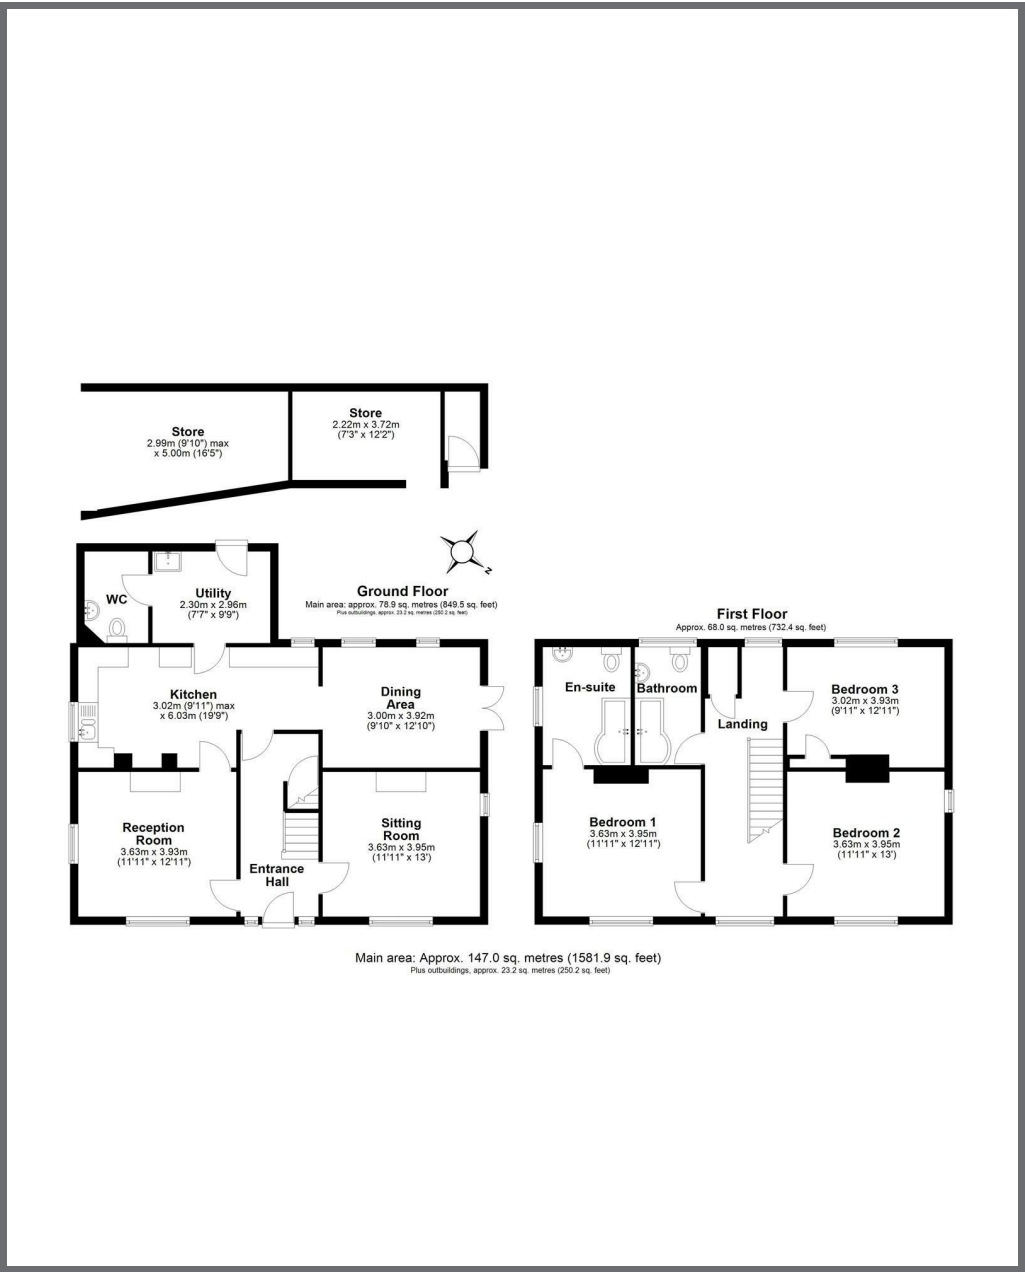 Store
2.99m (9'10") max
x 5.00m (16'5")
Store
2.22m x 3.72m
(7'3" x 12'2")
WC
Utility
2.30m x 2.96m
(7'7" x 9'9")
N
Ground Floor
Main area: approx. 78.9 sq. metres (849.5 sq. feet)
Plus outbuildings, approx. 23.2 sq. metres (250.2 sq. feet)
Kitchen
3.02m (9'11") max
x 6.03m (19'9")
Dining
Area
3.00m x 3.92m
(9'10" x 12'10")
Reception
Room
3.63m x 3.93m
(11'11" x 12'11")
Entrance
Hall
Sitting
Room
3.63m x 3.95m
(11'11" x 13')
First Floor
Approx. 68.0 sq. metres (732.4 sq. feet)
En-suite
Bathroom
Landing
Bedroom 3
3.02m x 3.93m
(9'11" x 12'11")
Bedroom 1
3.63m x 3.95m
(11'11" x 12'11")
Bedroom 2
3.63m x 3.95m
(11'11" x 13')
Main area: Approx. 147.0 sq. metres (1581.9 sq. feet)
Plus outbuildings, approx. 23.2 sq. metres (250.2 sq. feet)